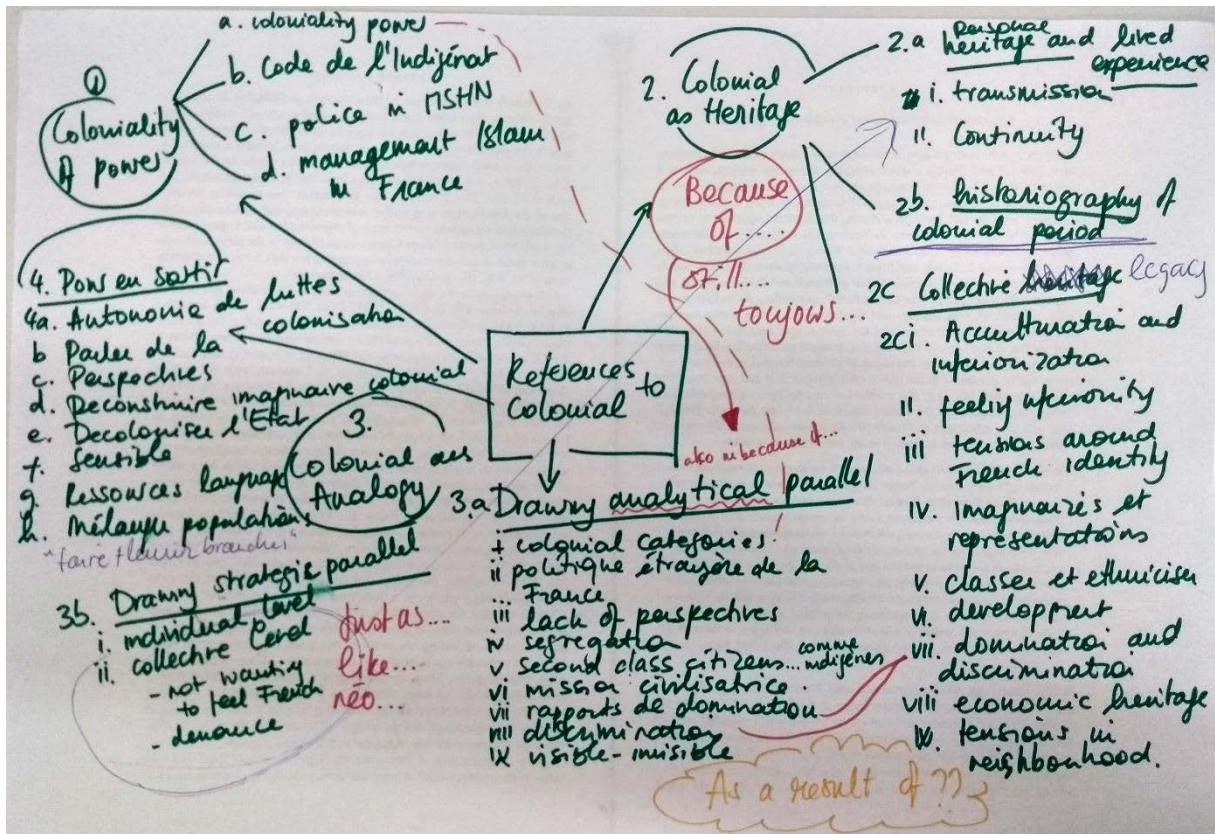 ①
Coloniality
of power
a. coloniality power
b. Code de l'Indigénat
c. police in MSHN
d. management Islam
in France
2. Colonial
as Heritage
Because
of.....
still....
toujours...
2.a personal
heritage and lived
experience
i. transmission
ii. Continuity
2b. historiography of
colonial period
2c Collective heritage legacy
2ci. Acculturation and
inferiorization
ii. feeling inferiority
iii tensions around
French identity
iv. Imaginaires et
représentations
v. classer et ethniciser
vi. development
vii. domination and
discrimination
viii economic heritage
ix. tensions in
neighbourhood.
4. Pour en sortir
4a. Autonomie de luttes
b Parler de la colonisation
c. Perspectives
d. Deconstruire imaginaire colonial
e. Decoloniser l'Etat
f. Sensible
g. Ressources language
h. Mélange populations
References
to
Colonial
3.
Colonial as
Analogy
also in because of...
3.a Drawing analytical parallel
i colonial categories
ii politique étrangère de la
France
iii lack of perspectives
iv segregation
v second class citizens... comme
indigènes
vi mission civilisatrice.
vii rapports de domination
viii discrimination
ix visible-invisible
3b. Drawing strategic parallel
i. individual level
ii. collective level
- not wanting
to feel French
- denounce
Just as...
like...
néo...
As a result of ??